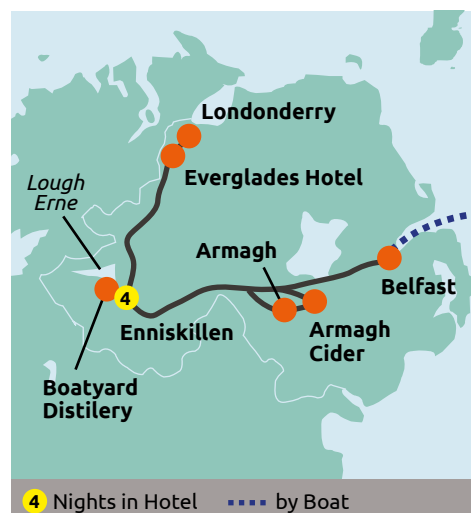 Londonderry
Everglades Hotel
Lough
Erne
Armagh
Belfast
4
Enniskillen
Armagh
Cider
Boatyard
Distilery
4 Nights in Hotel
by Boat